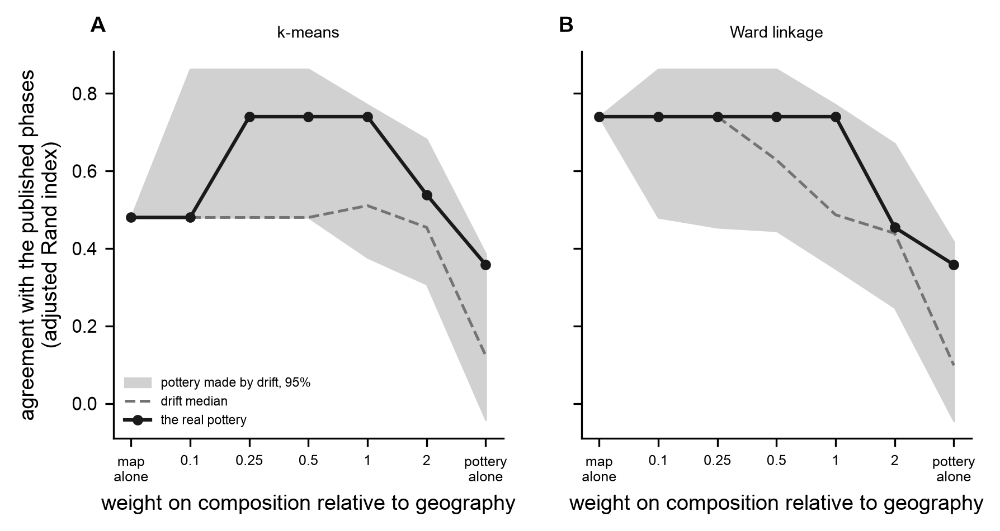 A
k-means
agreement with the published phases
(adjusted Rand index)
0.8
0.6
0.4
0.2
0.0
pottery made by drift, 95%
drift median
the real pottery
map
alone
0.1
0.25
0.5
1
2
pottery
alone
weight on composition relative to geography
B
Ward linkage
map
alone
0.1
0.25
0.5
1
2
pottery
alone
weight on composition relative to geography